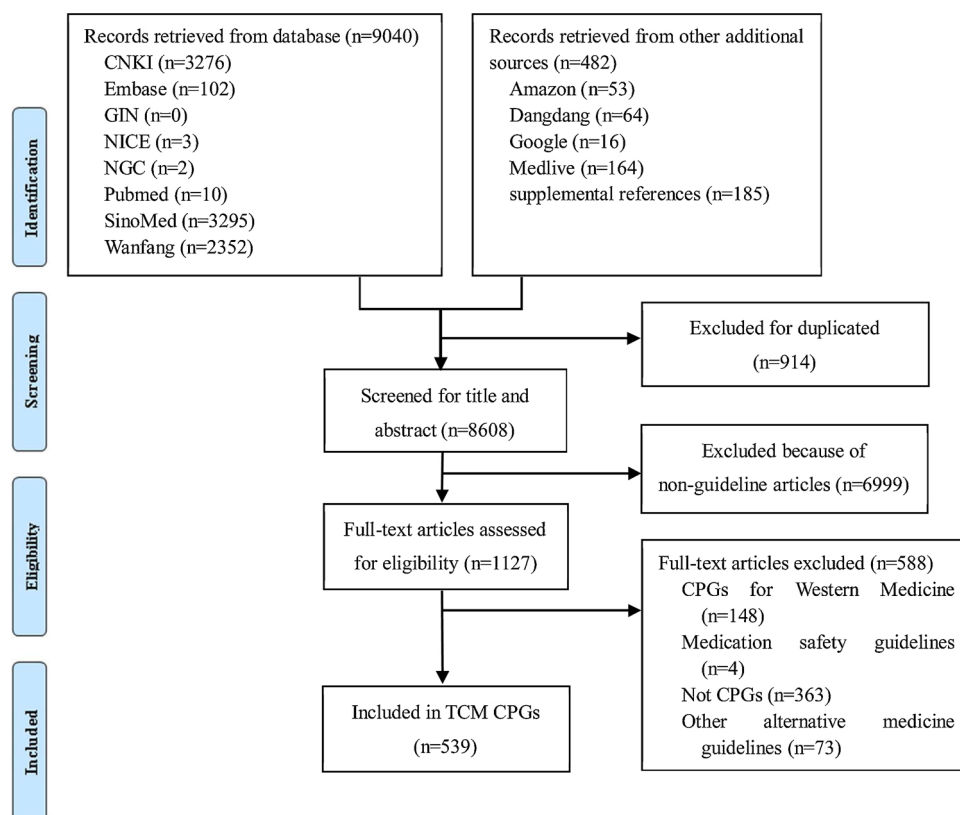 Records retrieved from database (n=9040)
CNKI (n=3276)
Embase (n=102)
GIN (n=0)
NICE (n=3)
NGC (n=2)
Pubmed (n=10)
SinoMed (n=3295)
Wanfang (n=2352)
Records retrieved from other additional
sources (n=482)
Amazon (n=53)
Dangdang (n=64)
Google (n=16)
Medlive (n=164)
supplemental references (n=185)
Identification
Screening
Excluded for duplicated
(n=914)
Screened for title and
abstract (n=8608)
Excluded because of
non-guideline articles (n=6999)
Eligibility
Full-text articles assessed
for eligibility (n=1127)
Full-text articles excluded (n=588)
CPGs for Western Medicine
(n=148)
Medication safety guidelines
(n=4)
Not CPGs (n=363)
Other alternative medicine
guidelines (n=73)
Included
Included in TCM CPGs
(n=539)